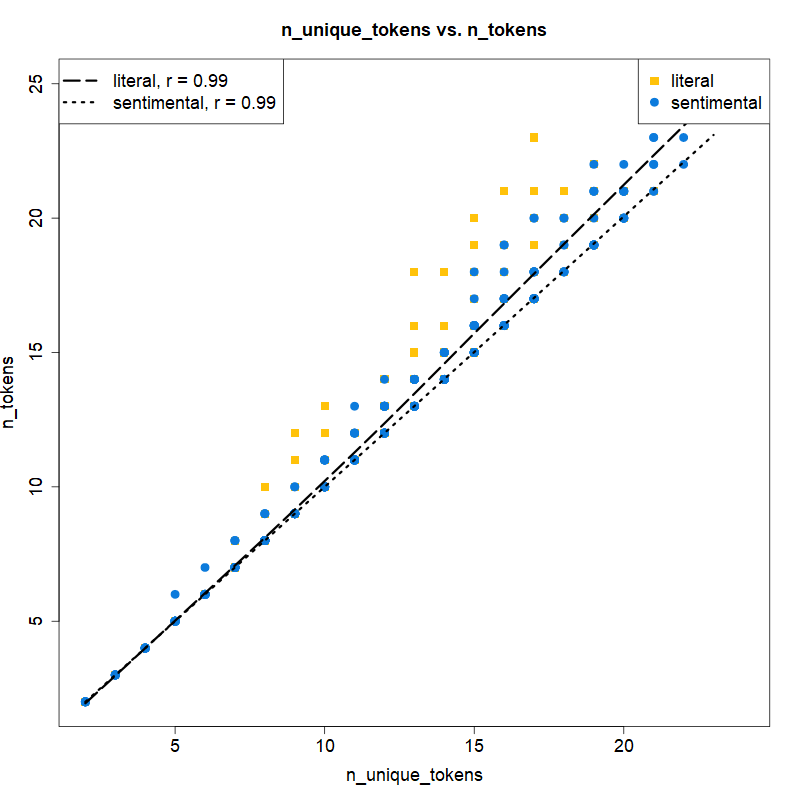 n_unique_tokens vs. n_tokens
literal, r = 0.99
sentimental, r = 0.99
literal
sentimental
n_tokens
25
20
15
10
5
5 10 15 20
n_unique_tokens